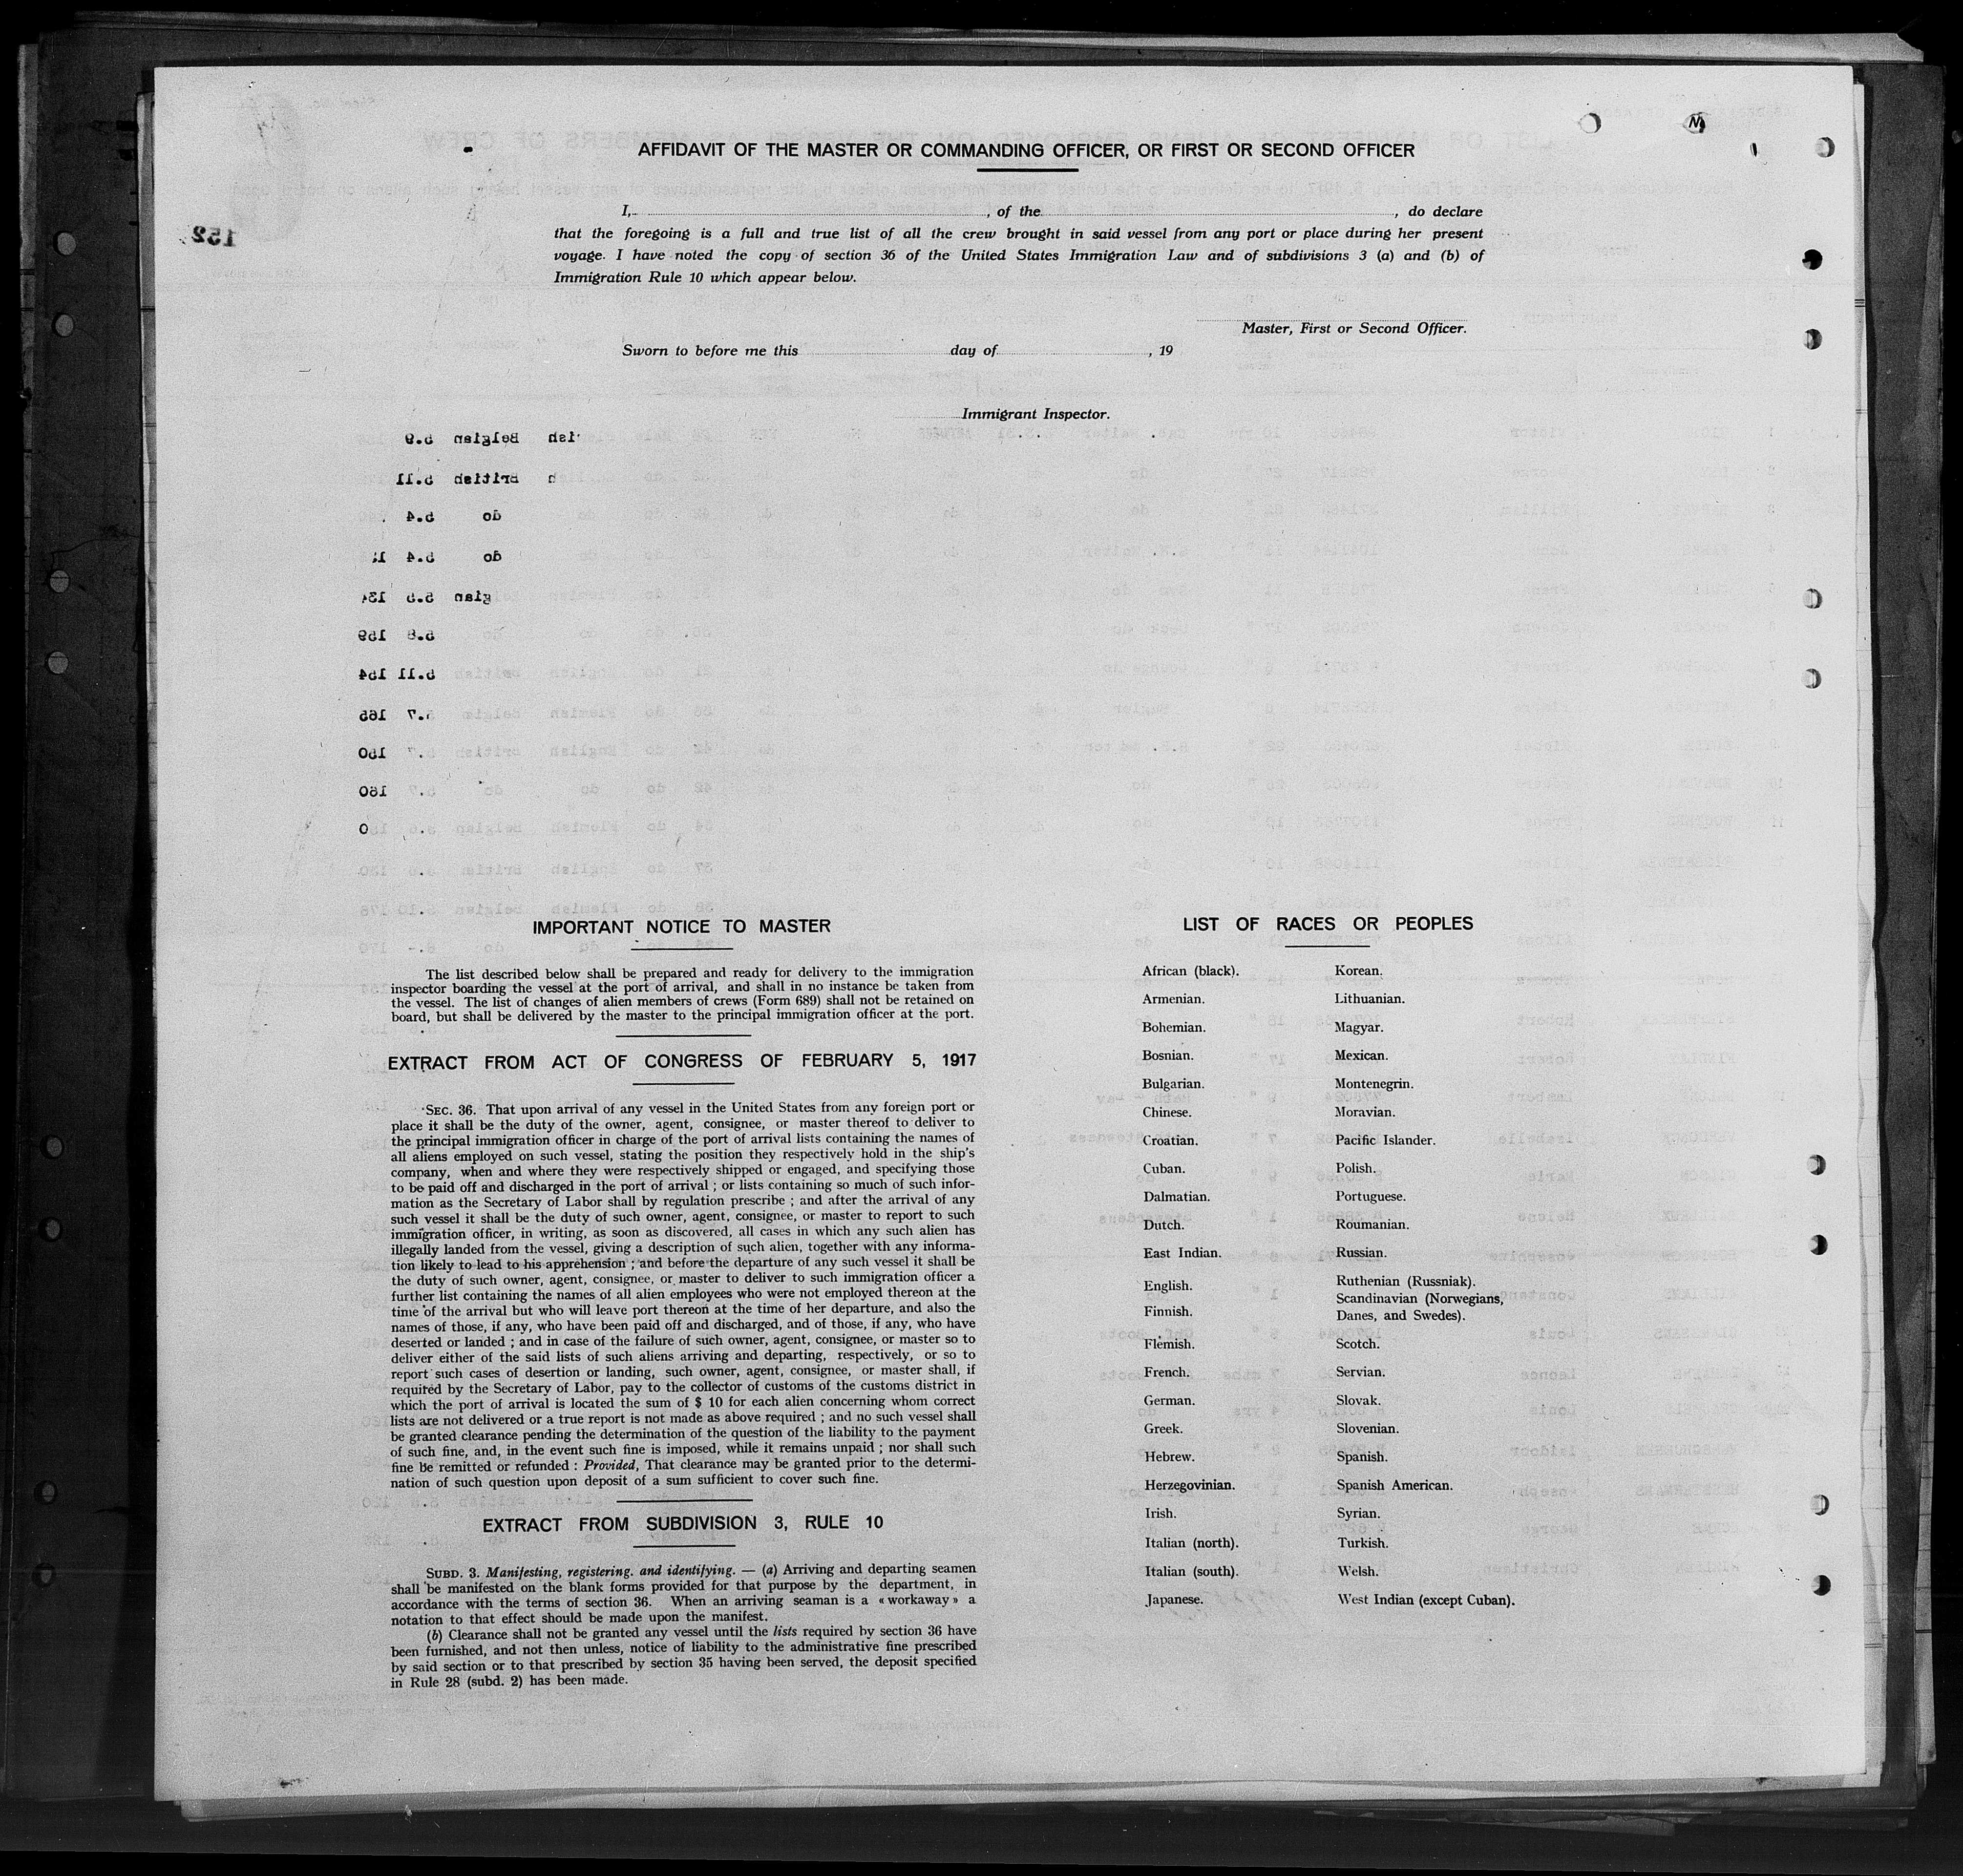 AFFIDAVIT OF THE MASTER OR COMMANDING OFFICER, OR FIRST OR SECOND OFFICER
I, , of the , do declare
that the foregoing is a full and true list of all the crew brought in said vessel from any port or place during her present
voyage. I have noted the copy of section 36 of the United States Immigration Law and of subdivisions 3 (a) and (b) of
Immigration Rule 10 which appear below.
Master, First or Second Officer.
Sworn to before me this day of , 19
Immigrant Inspector.
IMPORTANT NOTICE TO MASTER
The list described below shall be prepared and ready for delivery to the immigration
inspector boarding the vessel at the port of arrival, and shall in no instance be taken from
the vessel. The list of changes of alien members of crews (Form 689) shall not be retained on
board, but shall be delivered by the master to the principal immigration officer at the port.
EXTRACT FROM ACT OF CONGRESS OF FEBRUARY 5, 1917
SEC. 36. That upon arrival of any vessel in the United States from any foreign port or
place it shall be the duty of the owner, agent, consignee, or master thereof to deliver to
the principal immigration officer in charge of the port of arrival lists containing the names of
all aliens employed on such vessel, stating the position they respectively hold in the ship's
company, when and where they were respectively shipped or engaged, and specifying those
to be paid off and discharged in the port of arrival ; or lists containing so much of such infor-
mation as the Secretary of Labor shall by regulation prescribe ; and after the arrival of any
such vessel it shall be the duty of such owner, agent, consignee, or master to report to such
immigration officer, in writing, as soon as discovered, all cases in which any such alien has
illegally landed from the vessel, giving a description of such alien, together with any informa-
tion likely to lead to his apprehension ; and before the departure of any such vessel it shall be
the duty of such owner, agent, consignee, or master to deliver to such immigration officer a
further list containing the names of all alien employees who were not employed thereon at the
time of the arrival but who will leave port thereon at the time of her departure, and also the
names of those, if any, who have been paid off and discharged, and of those, if any, who have
deserted or landed ; and in case of the failure of such owner, agent, consignee, or master so to
deliver either of the said lists of such aliens arriving and departing, respectively, or so to
report such cases of desertion or landing, such owner, agent, consignee, or master shall, if
required by the Secretary of Labor, pay to the collector of customs of the customs district in
which the port of arrival is located the sum of $ 10 for each alien concerning whom correct
lists are not delivered or a true report is not made as above required ; and no such vessel shall
be granted clearance pending the determination of the question of the liability to the payment
of such fine, and, in the event such fine is imposed, while it remains unpaid ; nor shall such
fine be remitted or refunded : Provided, That clearance may be granted prior to the determi-
nation of such question upon deposit of a sum sufficient to cover such fine.
EXTRACT FROM SUBDIVISION 3, RULE 10
SUBD. 3. Manifesting, registering. and identifying. — (a) Arriving and departing seamen
shall be manifested on the blank forms provided for that purpose by the department, in
accordance with the terms of section 36. When an arriving seaman is a « workaway » a
notation to that effect should be made upon the manifest.
(b) Clearance shall not be granted any vessel until the lists required by section 36 have
been furnished, and not then unless, notice of liability to the administrative fine prescribed
by said section or to that prescribed by section 35 having been served, the deposit specified
in Rule 28 (subd. 2) has been made.
LIST OF RACES OR PEOPLES
African (black).
Armenian.
Bohemian.
Bosnian.
Bulgarian.
Chinese.
Croatian.
Cuban.
Dalmatian.
Dutch.
East Indian.
English.
Finnish.
Flemish.
French.
German.
Greek.
Hebrew.
Herzegovinian.
Irish.
Italian (north).
Italian (south).
Japanese.
Korean.
Lithuanian.
Magyar.
Mexican.
Montenegrin.
Moravian.
Pacific Islander.
Polish.
Portuguese.
Roumanian.
Russian.
Ruthenian (Russniak).
Scandinavian (Norwegians,
Danes, and Swedes).
Scotch.
Servian.
Slovak.
Slovenian.
Spanish.
Spanish American.
Syrian.
Turkish.
Welsh.
West Indian (except Cuban).